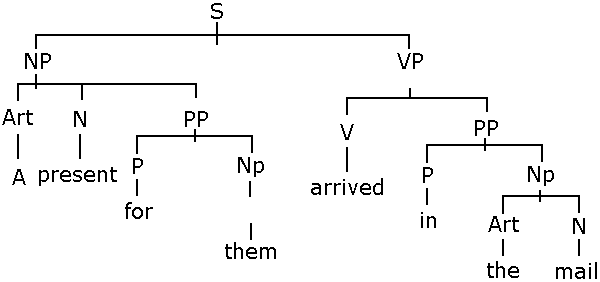 S
NP VP
Art N PP V PP
A present P Np arrived P Np
for them in Art N
the mail